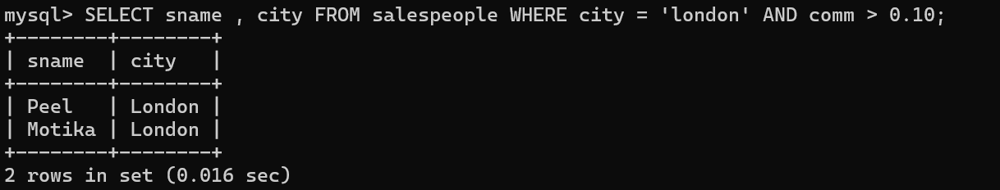 mysql> SELECT sname , city FROM salespeople WHERE city = 'london' AND comm > 0.10;
+--------+--------+
| sname  | city   |
+--------+--------+
| Peel   | London |
| Motika | London |
+--------+--------+
2 rows in set (0.016 sec)